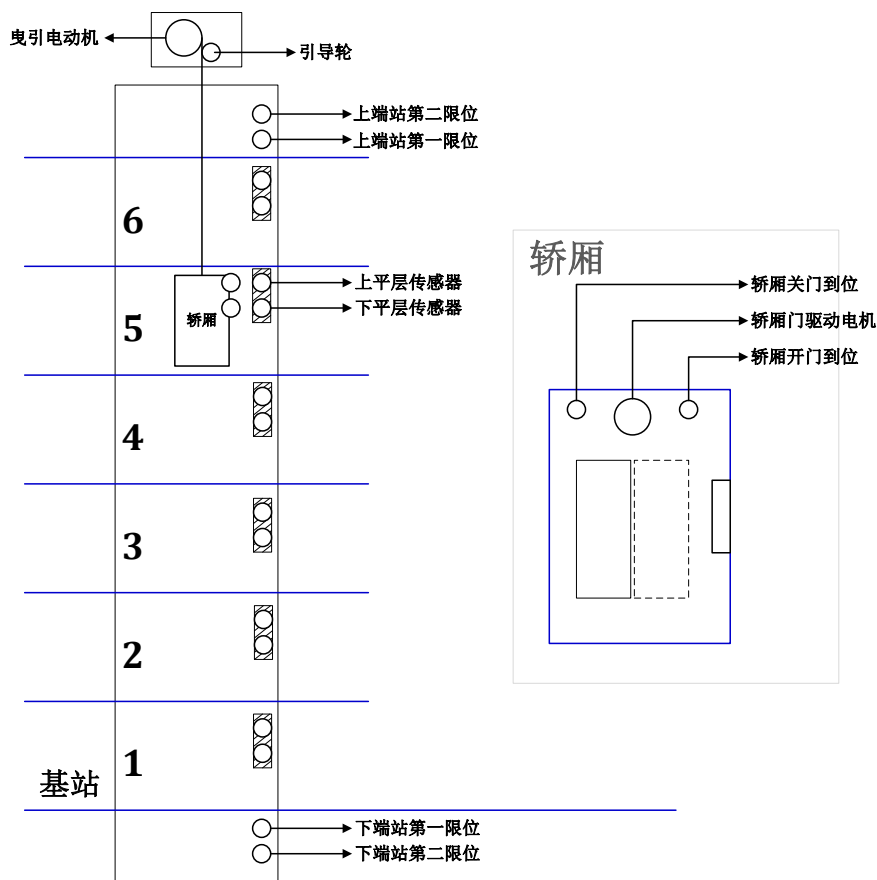 曳引电动机
引导轮
上端站第二限位
上端站第一限位
6
上平层传感器
下平层传感器
轿厢
5
4
3
2
1
基站
下端站第一限位
下端站第二限位
轿厢
轿厢关门到位
轿厢门驱动电机
轿厢开门到位